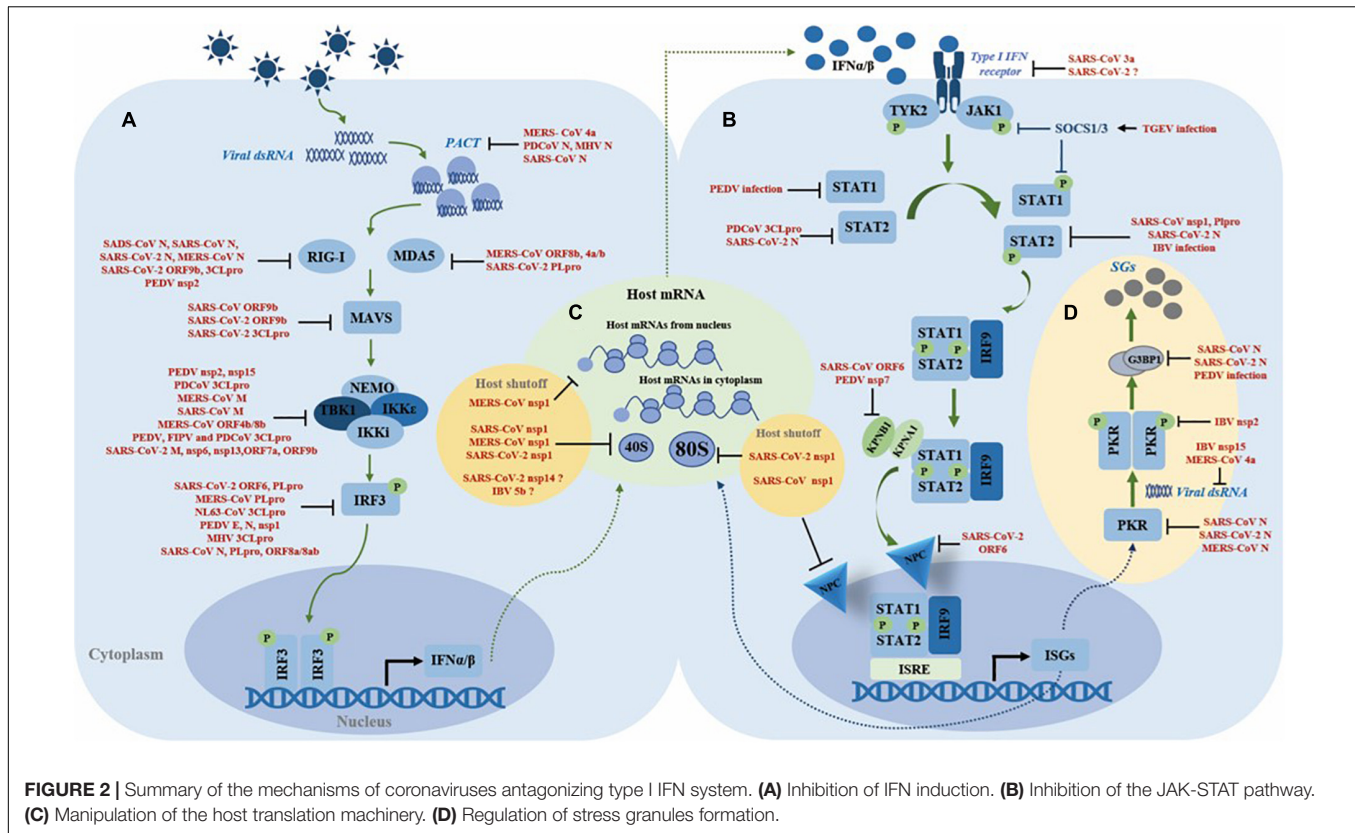 A
Viral dsRNA
PACT
MERS- CoV 4a
PDCoV N, MHV N
SARS-CoV N
SADS-CoV N, SARS-CoV N,
SARS-CoV-2 N, MERS-CoV N
SARS-CoV-2 ORF9b, 3CLpro
PEDV nsp2
RIG-I
MDA5
MERS-CoV ORF8b, 4a/b
SARS-CoV-2 PLpro
SARS-CoV ORF9b
SARS-CoV-2 ORF9b
SARS-CoV-2 3CLpro
MAVS
PEDV nsp2, nsp15
PDCoV 3CLpro
MERS-CoV M
SARS-CoV M
MERS-CoV ORF4b/8b
PEDV, FIPV and PDCoV 3CLpro
SARS-CoV-2 M, nsp6, nsp13,ORF7a, ORF9b
NEMO
TBK1
IKKε
IKKi
SARS-CoV-2 ORF6, PLpro
MERS-CoV PLpro
NL63-CoV 3CLpro
PEDV E, N, nsp1
MHV 3CLpro
SARS-CoV N, PLpro, ORF8a/8ab
IRF3
P
Cytoplasm
P
P
IRF3
IRF3
IFNα/β
Nucleus
Host mRNA
C
Host mRNAs from nucleus
Host mRNAs in cytoplasm
40S
80S
Host shutoff
MERS-CoV nsp1
SARS-CoV nsp1
MERS-CoV nsp1
SARS-CoV-2 nsp1
SARS-CoV-2 nsp14 ?
IBV 5b ?
Host shutoff
SARS-CoV-2 nsp1
SARS-CoV nsp1
B
IFNα/β
Type I IFN
receptor
SARS-CoV 3a
SARS-CoV-2 ?
TYK2
JAK1
P
P
SOCS1/3
TGEV infection
PEDV infection
STAT1
PDCoV 3CLpro
SARS-CoV-2 N
STAT2
P
STAT1
STAT2
P
SARS-CoV nsp1, Plpro
SARS-CoV-2 N
IBV infection
STAT1
P
P
STAT2
IRF9
SARS-CoV ORF6
PEDV nsp7
KPNB1
KPNA1
STAT1
P
P
STAT2
IRF9
NPC
NPC
SARS-CoV-2
ORF6
STAT1
P
P
STAT2
IRF9
ISRE
ISGs
D
SGs
G3BP1
SARS-CoV N
SARS-CoV-2 N
PEDV infection
P
P
PKR
PKR
IBV nsp2
IBV nsp15
MERS-CoV 4a
Viral dsRNA
PKR
SARS-CoV N
SARS-CoV-2 N
MERS-CoV N
FIGURE 2 | Summary of the mechanisms of coronaviruses antagonizing type I IFN system. (A) Inhibition of IFN induction. (B) Inhibition of the JAK-STAT pathway.
(C) Manipulation of the host translation machinery. (D) Regulation of stress granules formation.